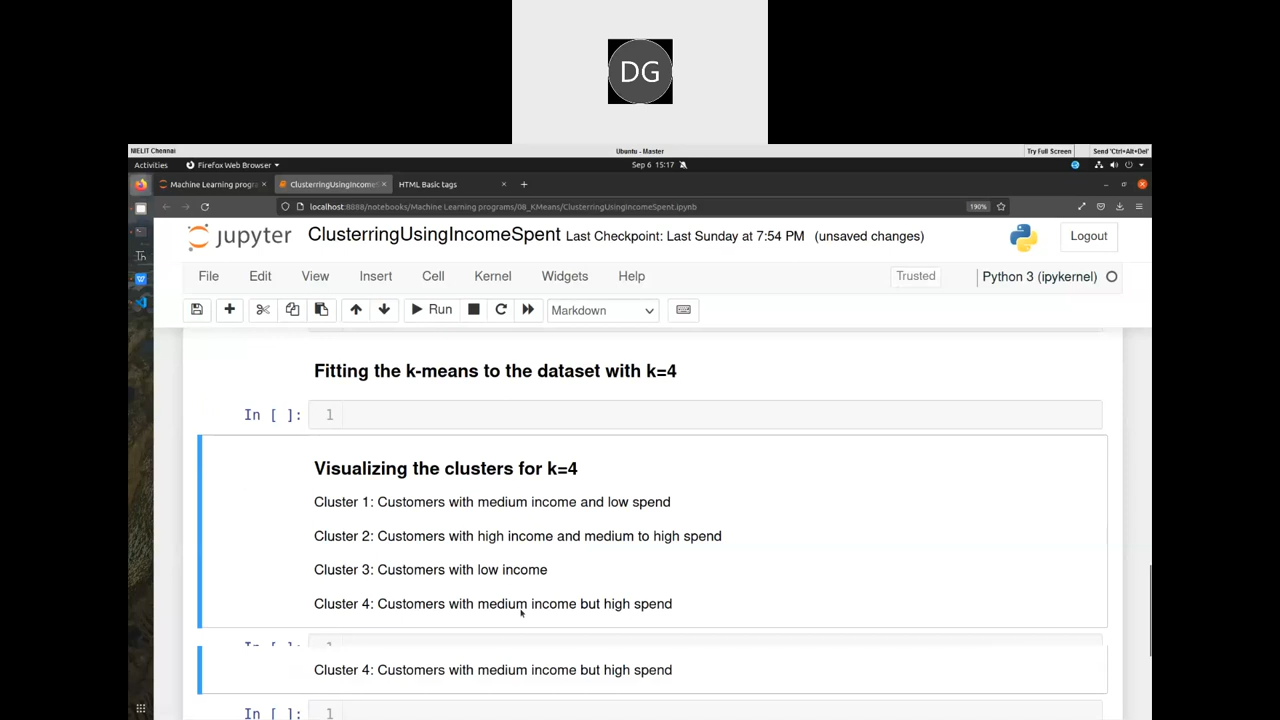 DG
NIELIT Chennai
Ubuntu - Master
Try Full Screen
Send 'Ctrl+Alt+Del'
Activities
Firefox Web Browser
Sep 6 15:17
Machine Learning progra
ClusterringUsingIncomeS
HTML Basic tags
localhost:8888/notebooks/Machine Learning programs/08_KMeans/ClusterringUsingIncomeSpent.ipynb
190%
jupyter
ClusterringUsingIncomeSpent
Last Checkpoint: Last Sunday at 7:54 PM (unsaved changes)
Logout
File Edit View Insert Cell Kernel Widgets Help
Trusted
Python 3 (ipykernel)
Run
Markdown
Fitting the k-means to the dataset with k=4
In [ ]: 1
Visualizing the clusters for k=4
Cluster 1: Customers with medium income and low spend
Cluster 2: Customers with high income and medium to high spend
Cluster 3: Customers with low income
Cluster 4: Customers with medium income but high spend
In [ ]: 1
Cluster 4: Customers with medium income but high spend
In [ ]: 1